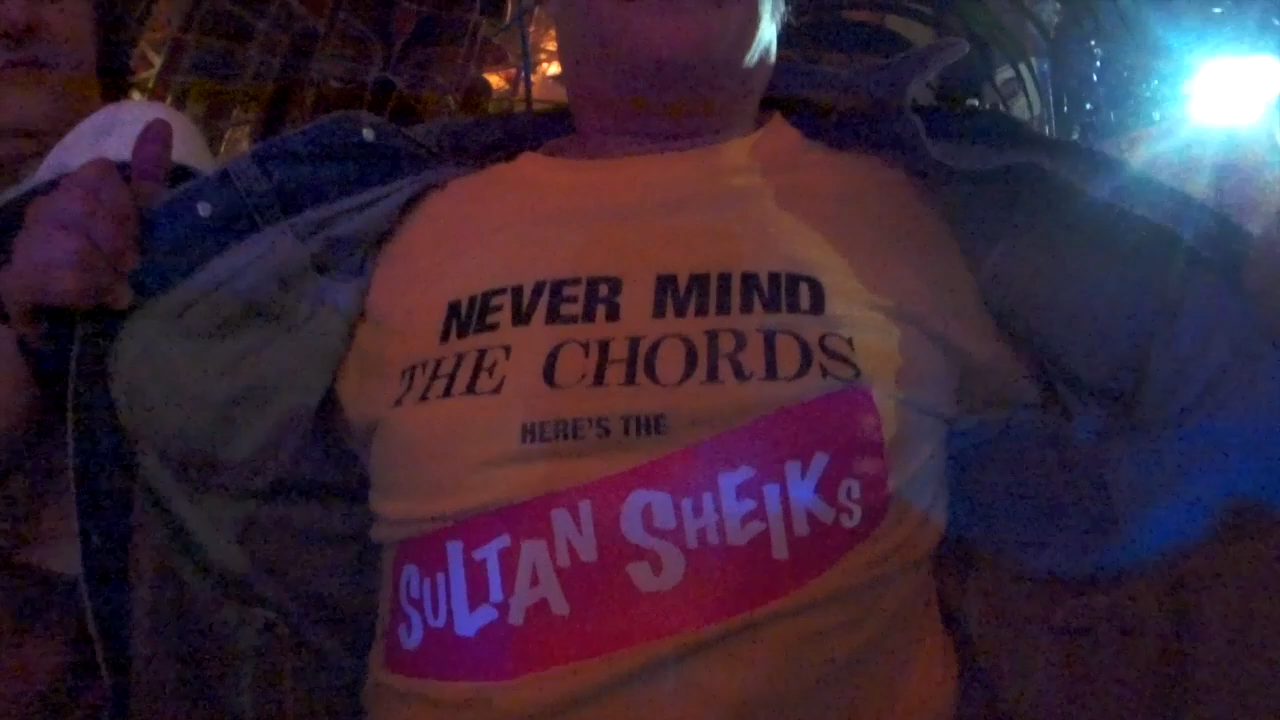 NEVER MIND
THE CHORDS
HERE'S THE
SULTAN SHEIKS